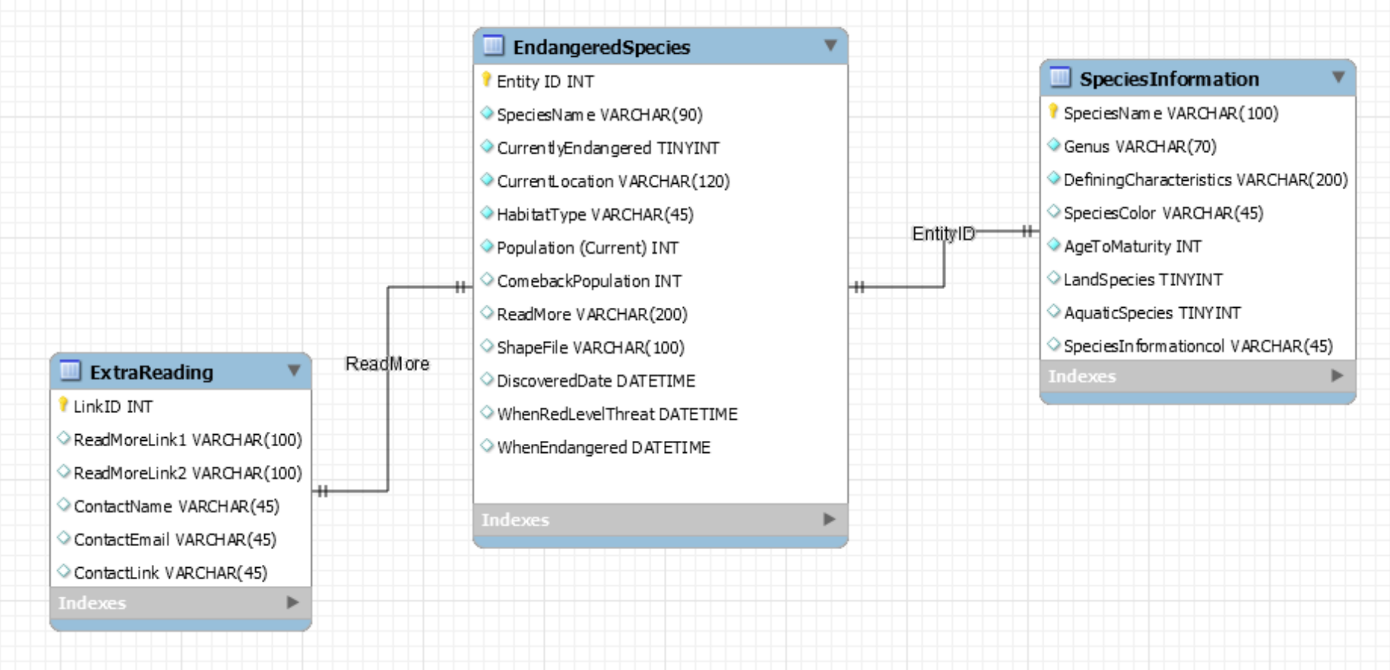 EndangeredSpecies
Entity ID INT
SpeciesName VARCHAR(90)
CurrentlyEndangered TINYINT
CurrentLocation VARCHAR(120)
HabitatType VARCHAR(45)
Population (Current) INT
ComebackPopulation INT
ReadMore VARCHAR(200)
ShapeFile VARCHAR(100)
DiscoveredDate DATETIME
WhenRedLevelThreat DATETIME
WhenEndangered DATETIME
Indexes
SpeciesInformation
SpeciesName VARCHAR(100)
Genus VARCHAR(70)
DefiningCharacteristics VARCHAR(200)
SpeciesColor VARCHAR(45)
AgeToMaturity INT
LandSpecies TINYINT
AquaticSpecies TINYINT
SpeciesInformationcol VARCHAR(45)
Indexes
EntityID
ReadMore
ExtraReading
LinkID INT
ReadMoreLink1 VARCHAR(100)
ReadMoreLink2 VARCHAR(100)
ContactName VARCHAR(45)
ContactEmail VARCHAR(45)
ContactLink VARCHAR(45)
Indexes